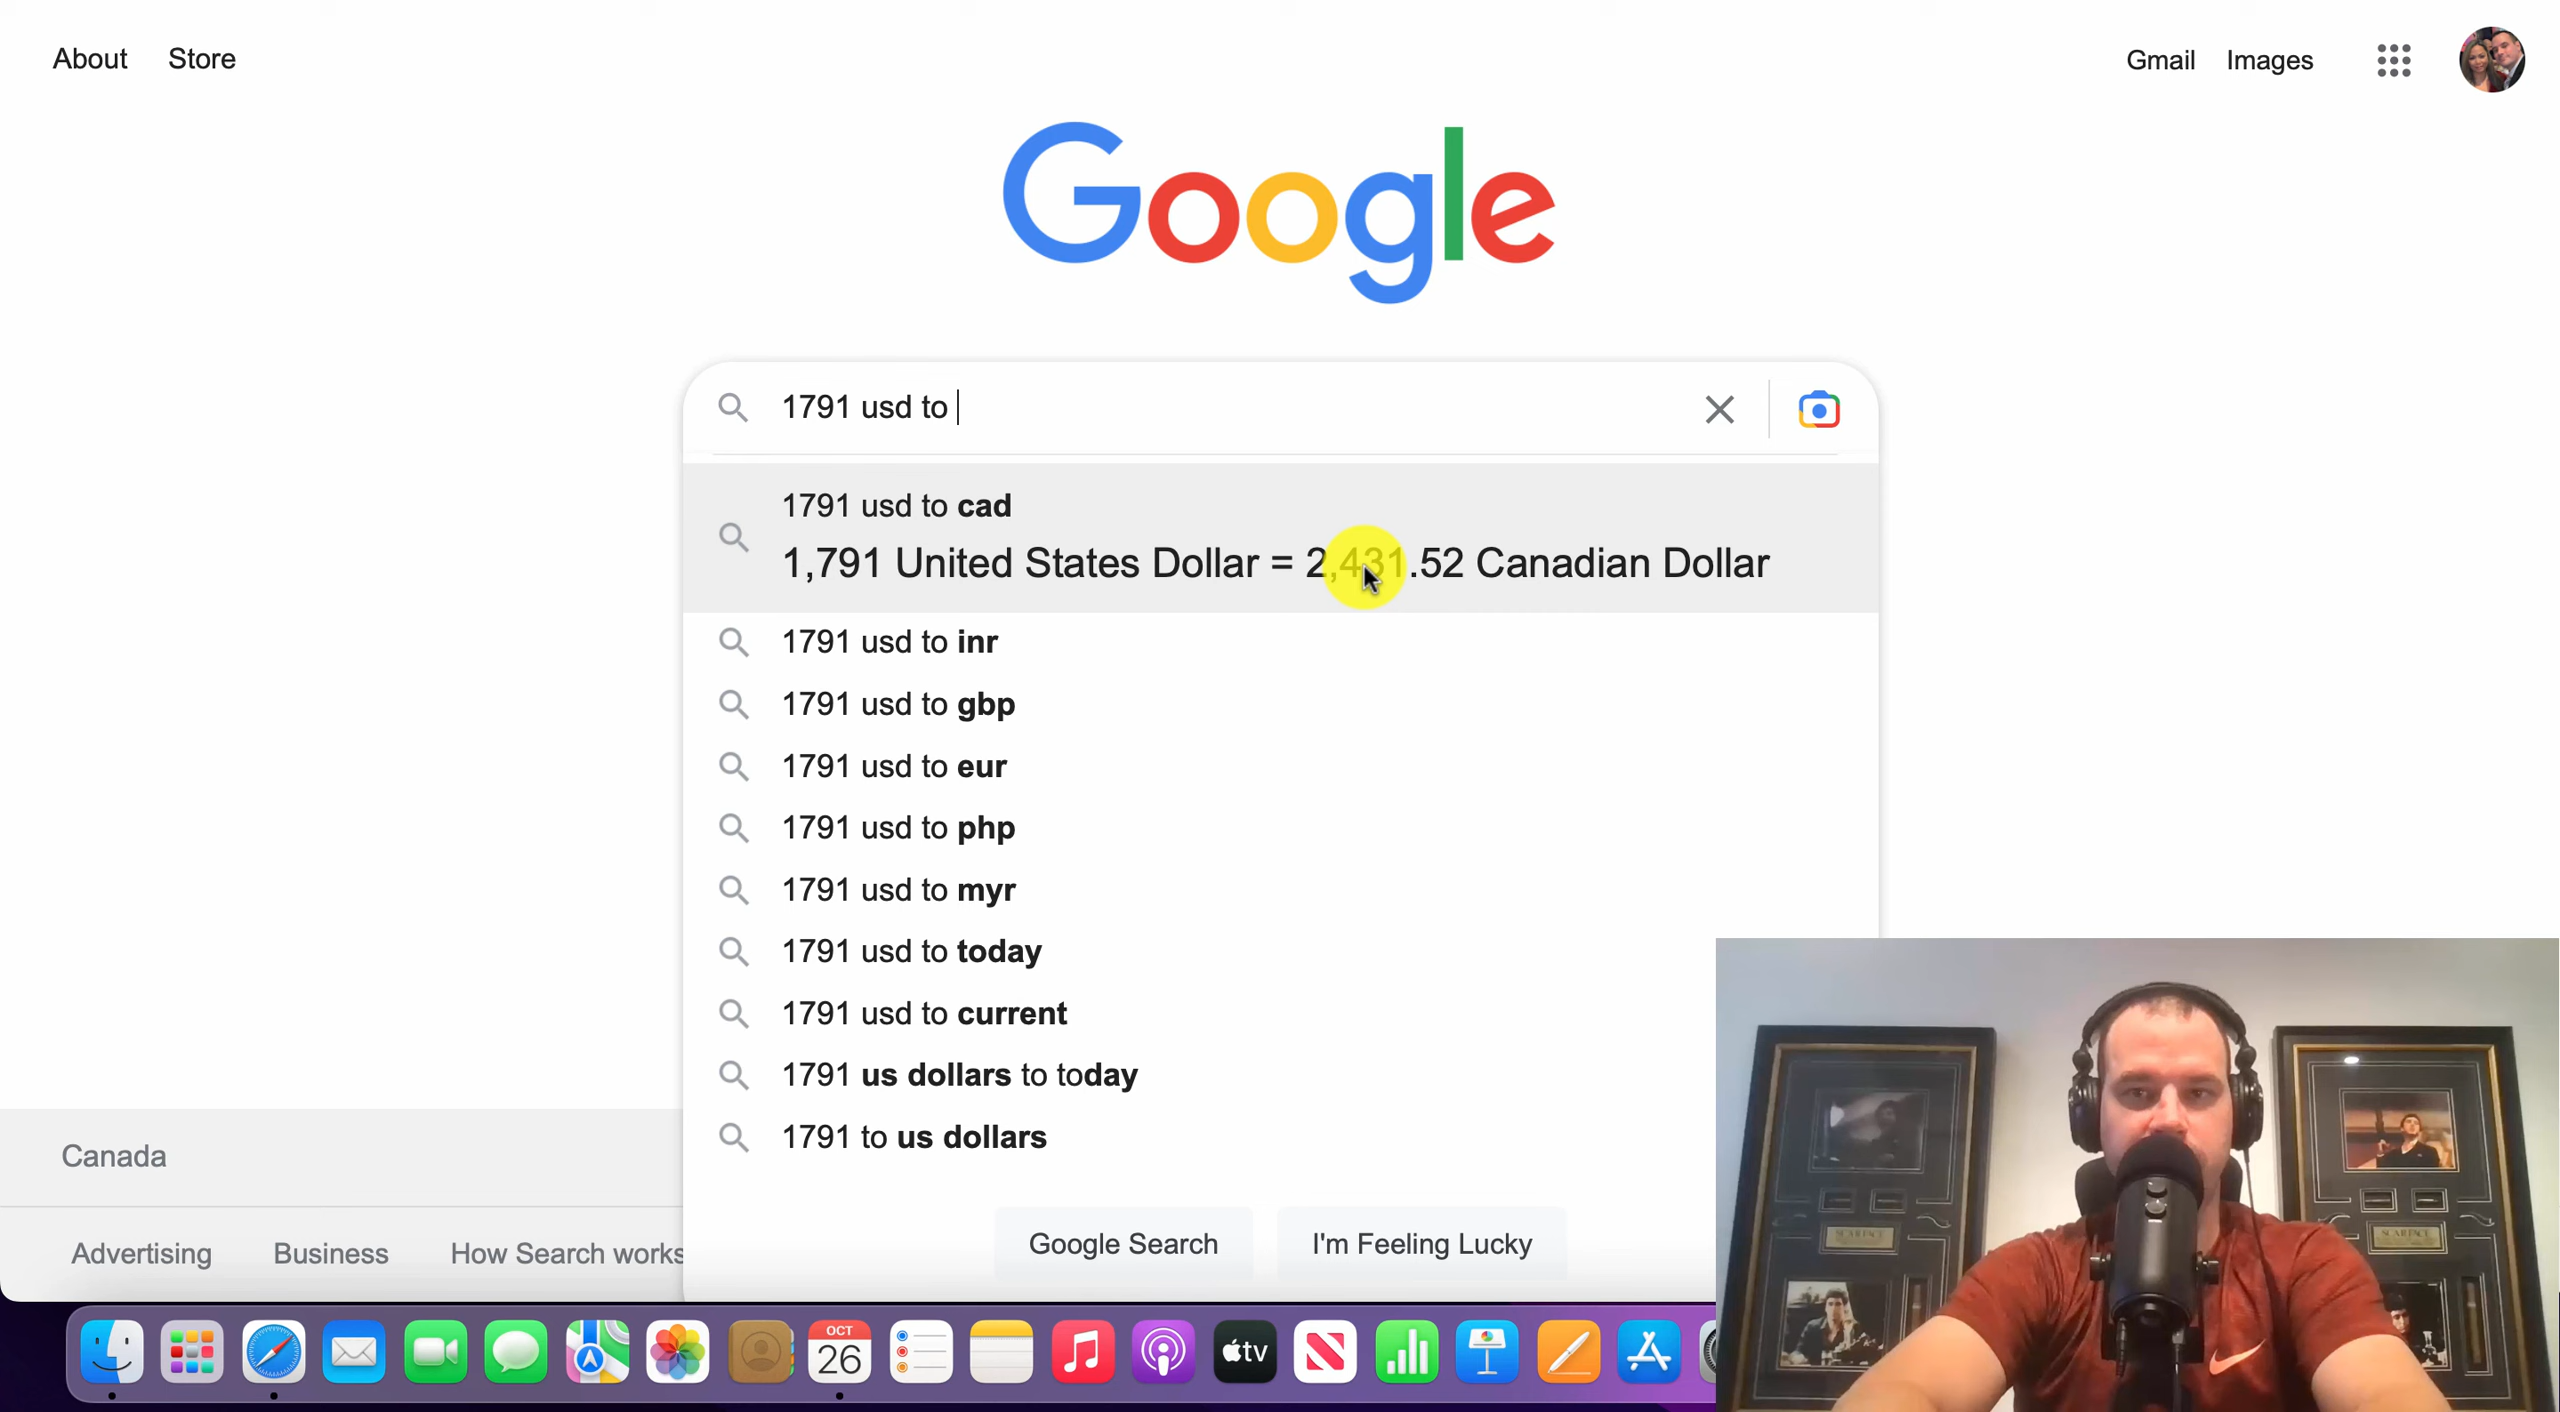 About Store
Gmail Images
Google
1791 usd to
1791 usd to cad
1,791 United States Dollar = 2,431.52 Canadian Dollar
1791 usd to inr
1791 usd to gbp
1791 usd to eur
1791 usd to php
1791 usd to myr
1791 usd to today
1791 usd to current
1791 us dollars to today
1791 to us dollars
Google Search I'm Feeling Lucky
Canada
Advertising Business How Search works
OCT
26
tv
SCARFACE
SCARFACE